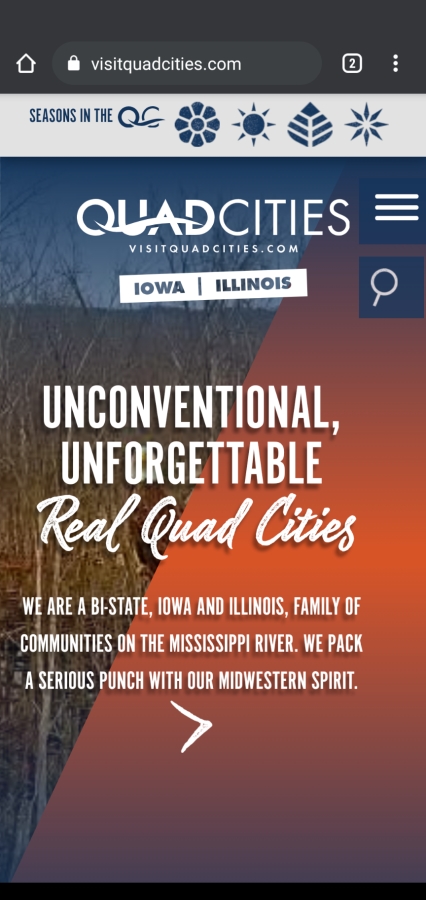 visitquadcities.com
2
SEASONS IN THE QC
QUADCITIES
VISITQUADCITIES.COM
IOWA | ILLINOIS
UNCONVENTIONAL,
UNFORGETTABLE
Real Quad Cities
WE ARE A BI-STATE, IOWA AND ILLINOIS, FAMILY OF
COMMUNITIES ON THE MISSISSIPPI RIVER. WE PACK
A SERIOUS PUNCH WITH OUR MIDWESTERN SPIRIT.